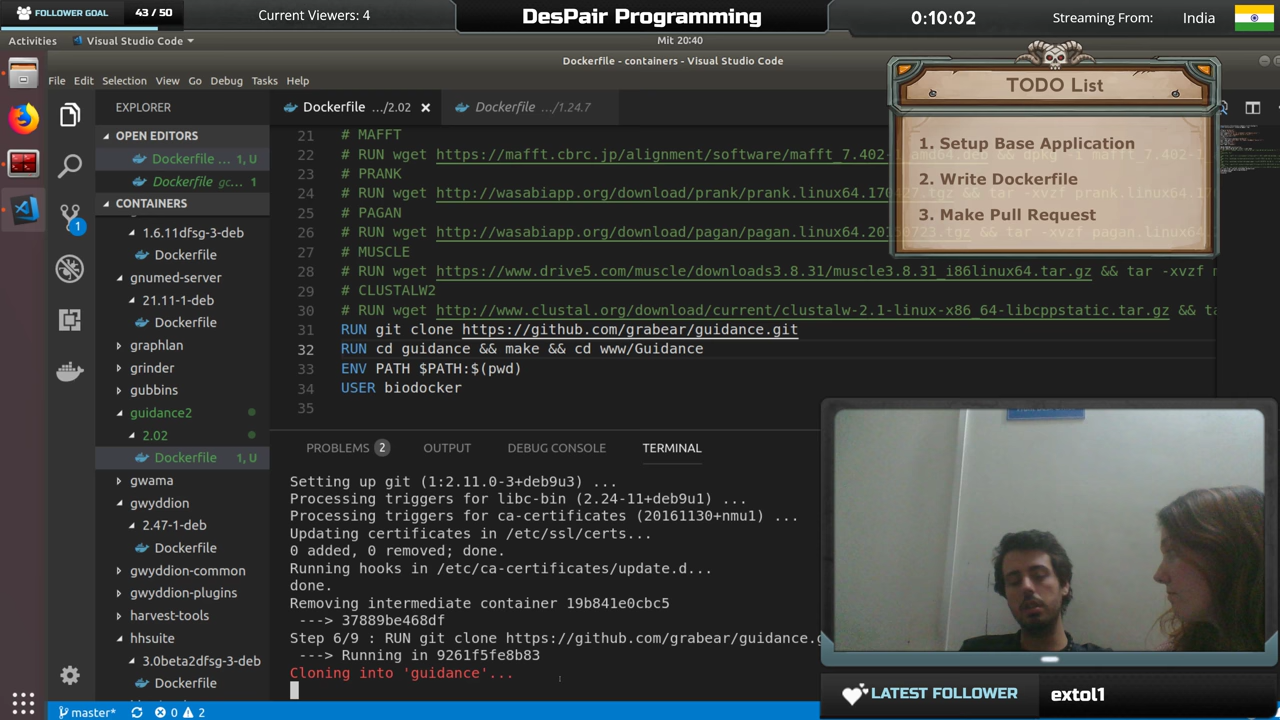 FOLLOWER GOAL
43 / 50
Current Viewers: 4
DesPair Programming
0:10:02
Streaming From:
India
Activities
Visual Studio Code
Mit 20:40
Dockerfile - containers - Visual Studio Code
File Edit Selection View Go Debug Tasks Help
TODO List
1. Setup Base Application
2. Write Dockerfile
3. Make Pull Request
EXPLORER
OPEN EDITORS
Dockerfile ... 1, U
Dockerfile gc... 1
CONTAINERS
1.6.11dfsg-3-deb
Dockerfile
gnumed-server
21.11-1-deb
Dockerfile
graphlan
grinder
gubbins
guidance2
2.02
Dockerfile 1, U
gwama
gwyddion
2.47-1-deb
Dockerfile
gwyddion-common
gwyddion-plugins
harvest-tools
hhsuite
3.0beta2dfsg-3-deb
Dockerfile
1
Dockerfile .../2.02
Dockerfile .../1.24.7
21 # MAFFT
22 # RUN wget https://mafft.cbrc.jp/alignment/software/mafft_7.402-
23 # PRANK
24 # RUN wget http://wasabiapp.org/download/prank/prank.linux64.170427.tgz && tar -xvzf prank.linux64
25 # PAGAN
26 # RUN wget http://wasabiapp.org/download/pagan/pagan.linux64.20150723.tgz && tar -xvzf pagan.linux64
27 # MUSCLE
28 # RUN wget https://www.drive5.com/muscle/downloads3.8.31/muscle3.8.31_i86linux64.tar.gz && tar -xvzf m
29 # CLUSTALW2
30 # RUN wget http://www.clustal.org/download/current/clustalw-2.1-linux-x86_64-libcppstatic.tar.gz && ta
31 RUN git clone https://github.com/grabear/guidance.git
32 RUN cd guidance && make && cd www/Guidance
33 ENV PATH $PATH:$(pwd)
34 USER biodocker
35
PROBLEMS 2 OUTPUT DEBUG CONSOLE TERMINAL
Setting up git (1:2.11.0-3+deb9u3) ...
Processing triggers for libc-bin (2.24-11+deb9u1) ...
Processing triggers for ca-certificates (20161130+nmu1) ...
Updating certificates in /etc/ssl/certs...
0 added, 0 removed; done.
Running hooks in /etc/ca-certificates/update.d...
done.
Removing intermediate container 19b841e0cbc5
---> 37889be468df
Step 6/9 : RUN git clone https://github.com/grabear/guidance.g
---> Running in 9261f5fe8b83
Cloning into 'guidance'...
master* 0 2
LATEST FOLLOWER
extol1